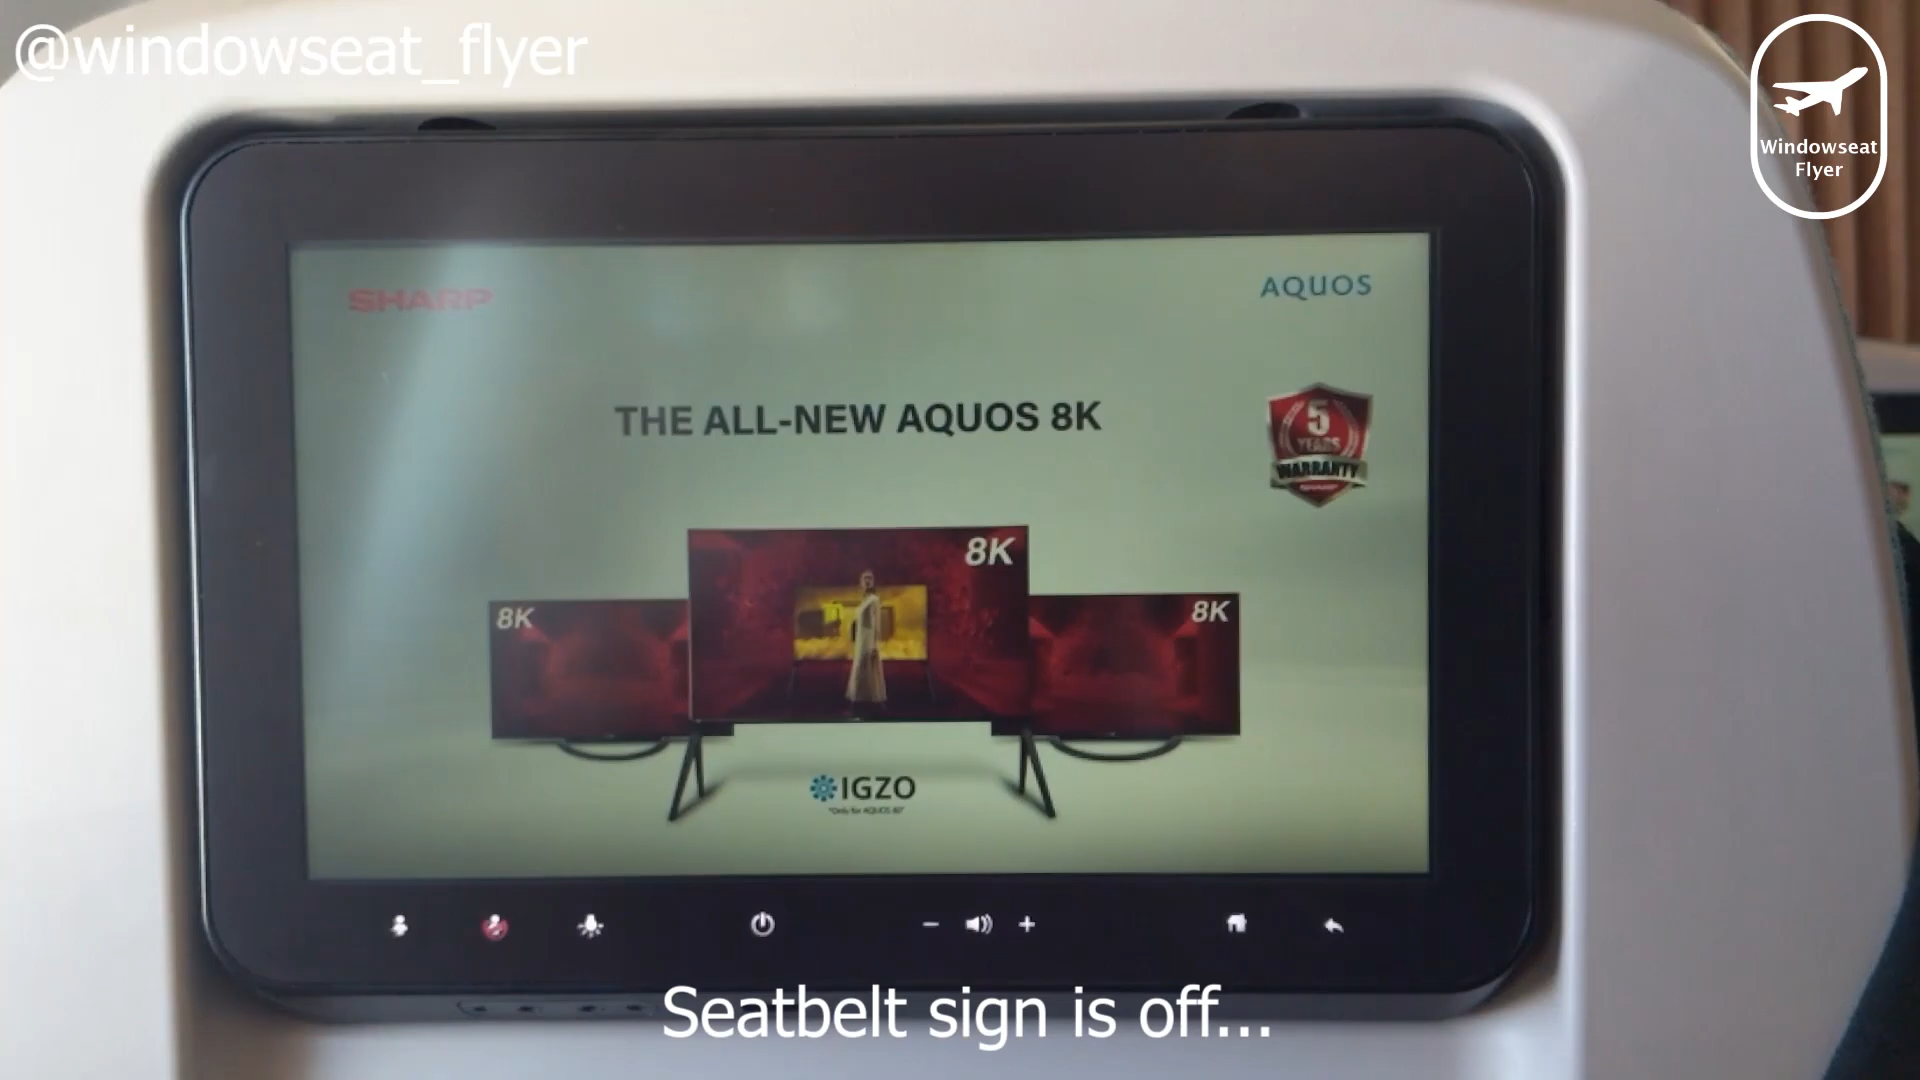 @windowseat_flyer
Windowseat
Flyer
SHARP
AQUOS
THE ALL-NEW AQUOS 8K
5
YEARS
WARRANTY
SHARP
8K
8K
8K
IGZO
*Only for AQUOS 8K*
Seatbelt sign is off...